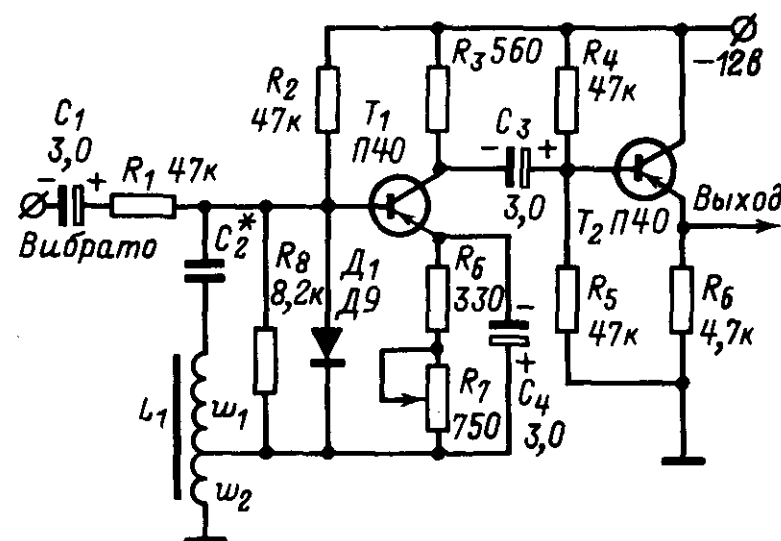 R3 560
R4
47к
-12в
R2
47к
T1
П40
C1
3,0
- +
R1 47к
C3
- +
3,0
Вибрато
C2*
R8
8,2к
Д1
Д9
T2 П40
Выход
R6
330
-
+
C4
3,0
R5
47к
R6
4,7к
R7
750
L1
w1
w2